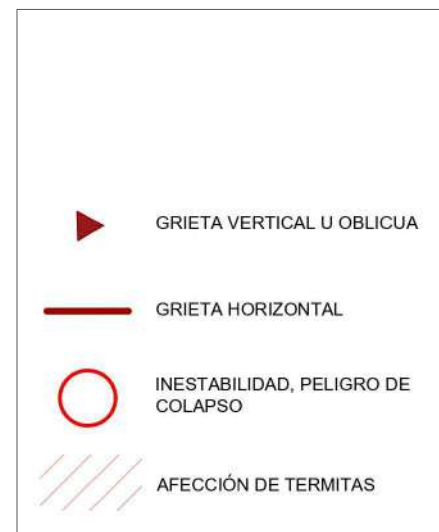 GRIETA VERTICAL U OBLICUA
GRIETA HORIZONTAL
INESTABILIDAD, PELIGRO DE
COLAPSO
AFECCIÓN DE TERMITAS